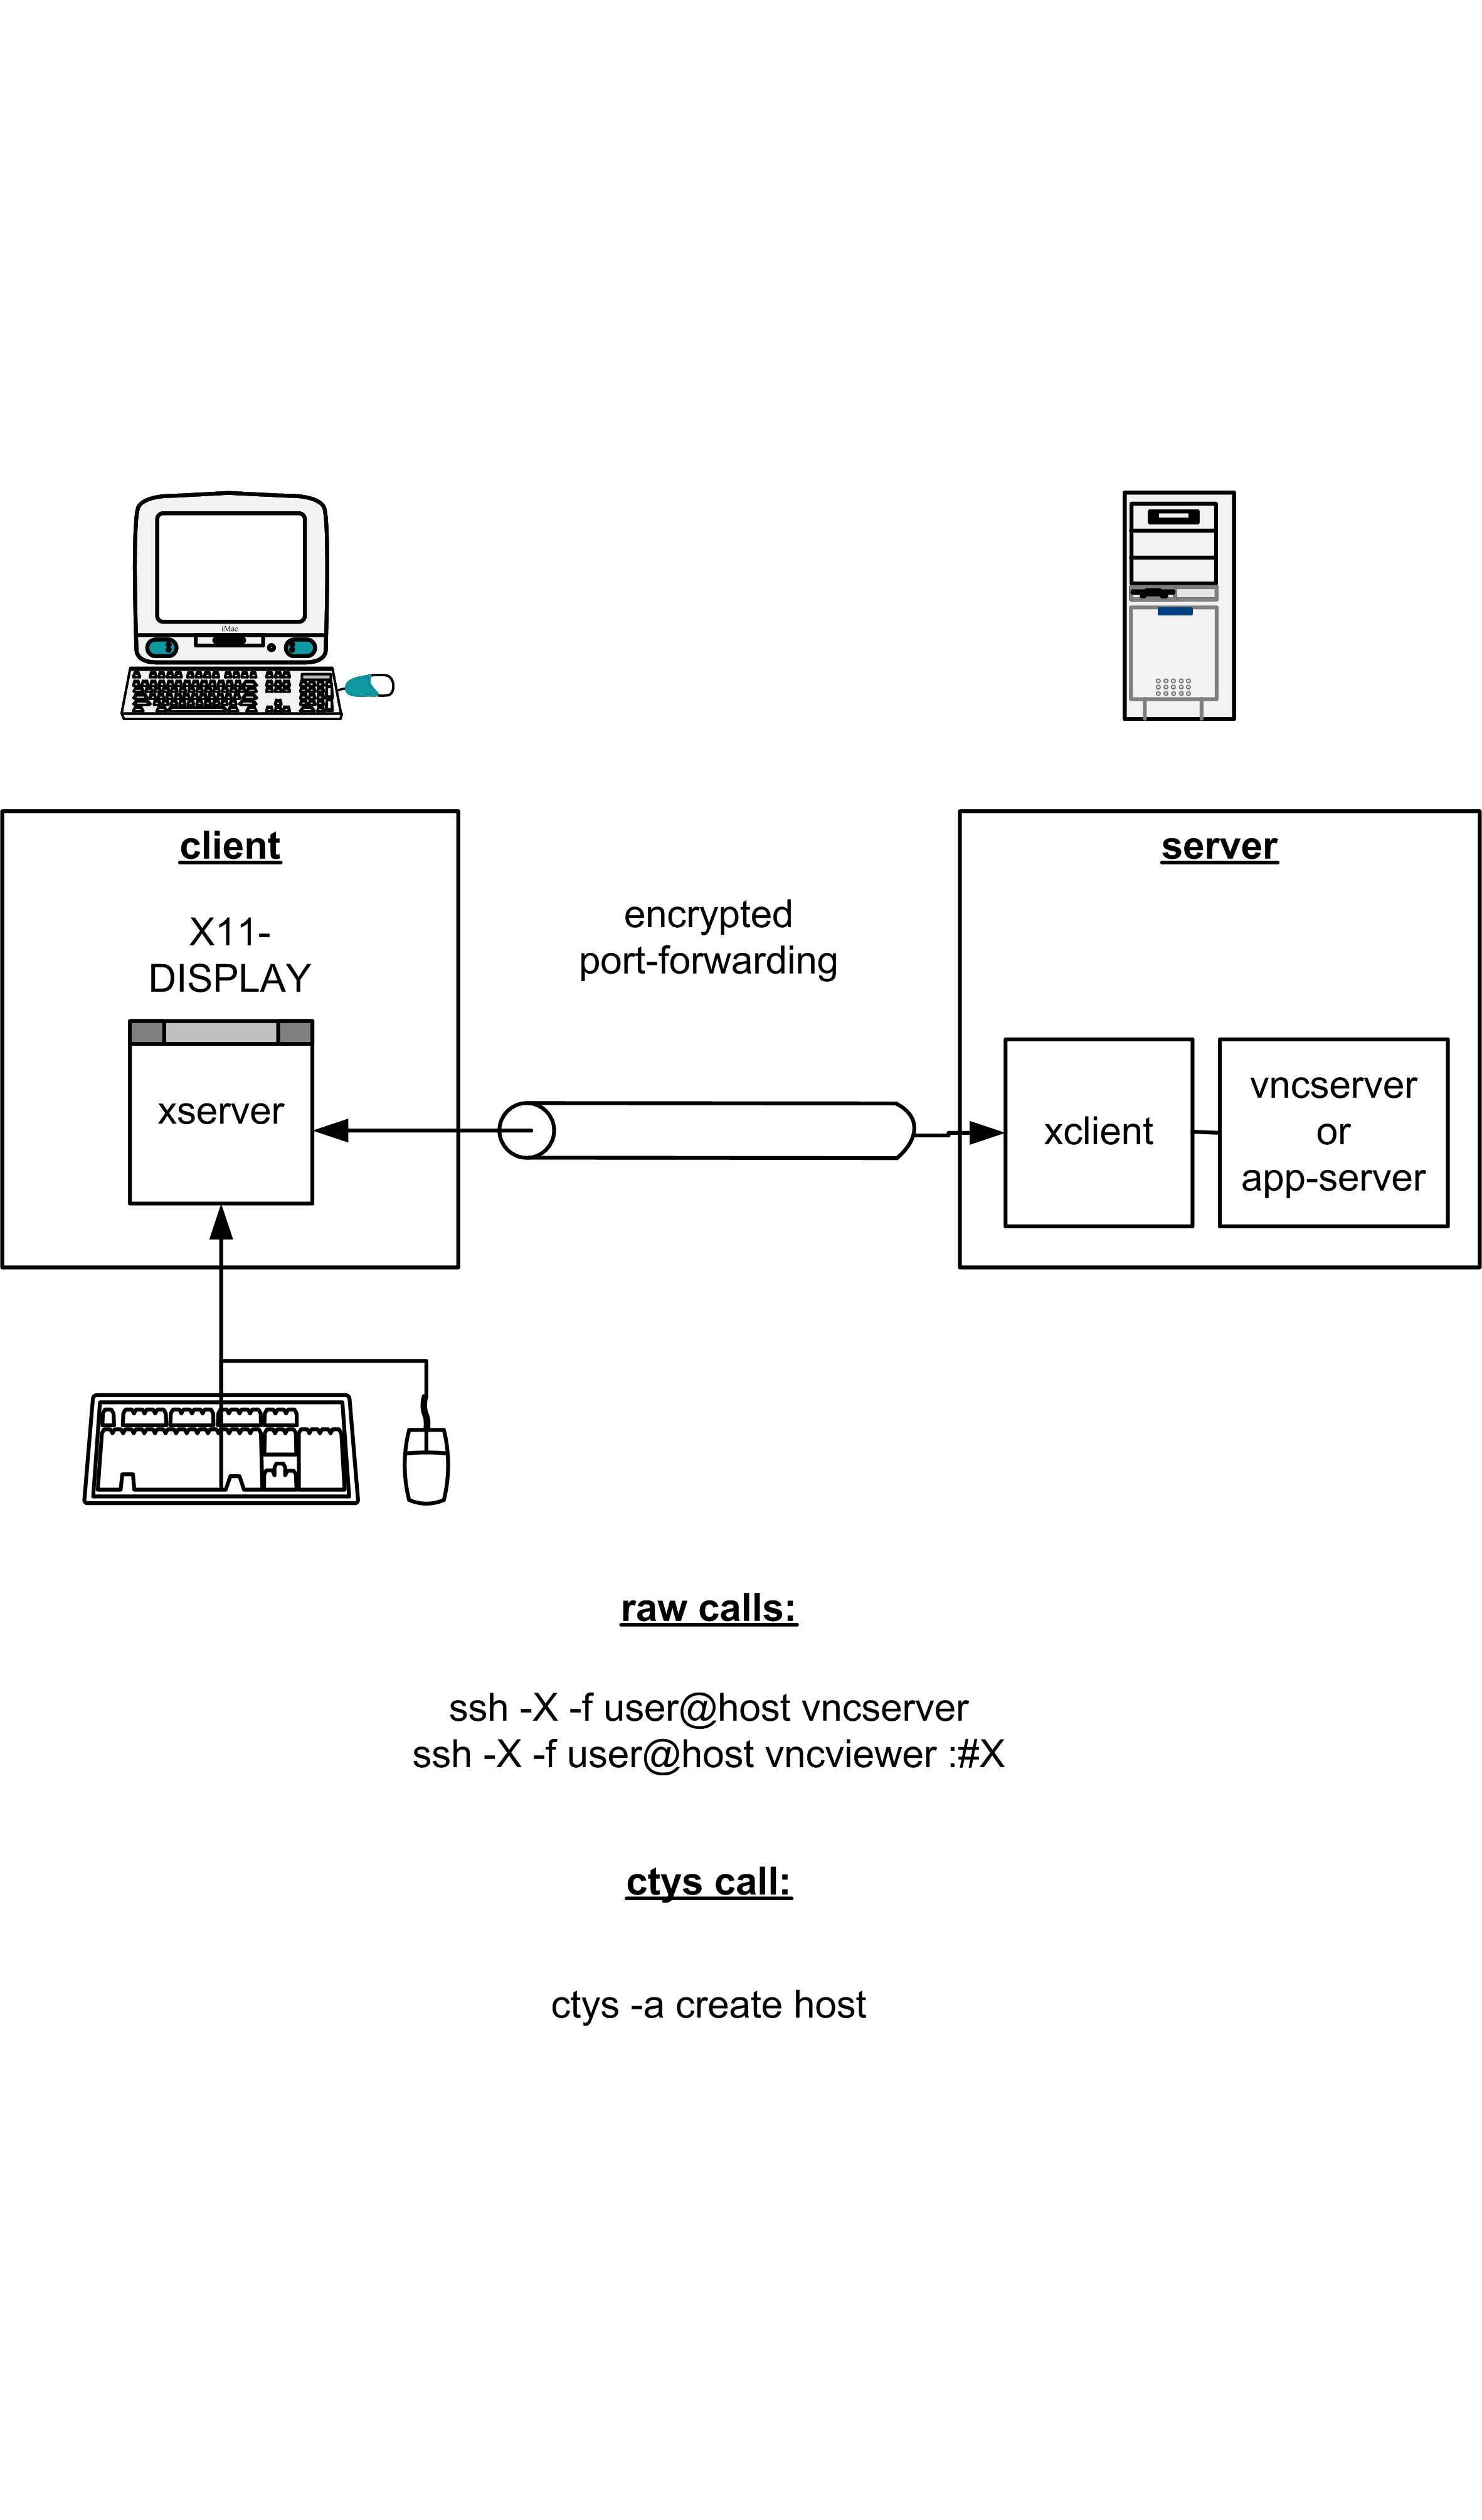 iMac
client
server
X11-
DISPLAY
encrypted
port-forwarding
xserver
xclient
vncserver
or
app-server
raw calls:
ssh -X -f user@host vncserver
ssh -X -f user@host vncviewer :#X
ctys call:
ctys -a create host